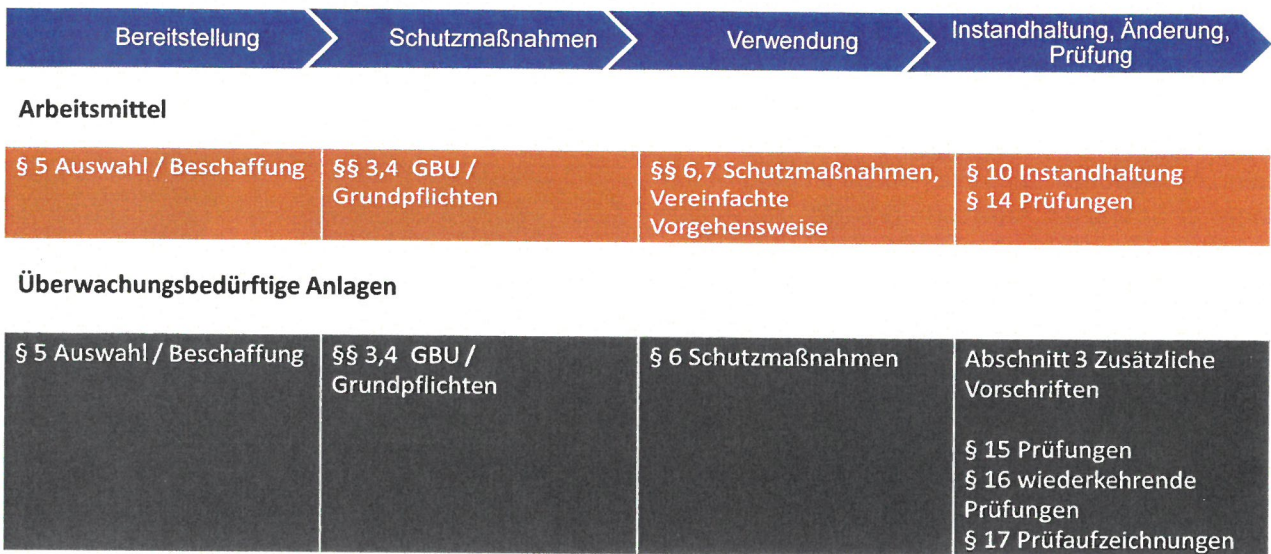 Bereitstellung
Schutzmaßnahmen
Verwendung
Instandhaltung, Änderung,
Prüfung
Arbeitsmittel
§ 5 Auswahl / Beschaffung
§§ 3,4 GBU /
Grundpflichten
§§ 6,7 Schutzmaßnahmen,
Vereinfachte
Vorgehensweise
§ 10 Instandhaltung
§ 14 Prüfungen
Überwachungsbedürftige Anlagen
§ 5 Auswahl / Beschaffung
§§ 3,4 GBU /
Grundpflichten
§ 6 Schutzmaßnahmen
Abschnitt 3 Zusätzliche
Vorschriften
§ 15 Prüfungen
§ 16 wiederkehrende
Prüfungen
§ 17 Prüfaufzeichnungen